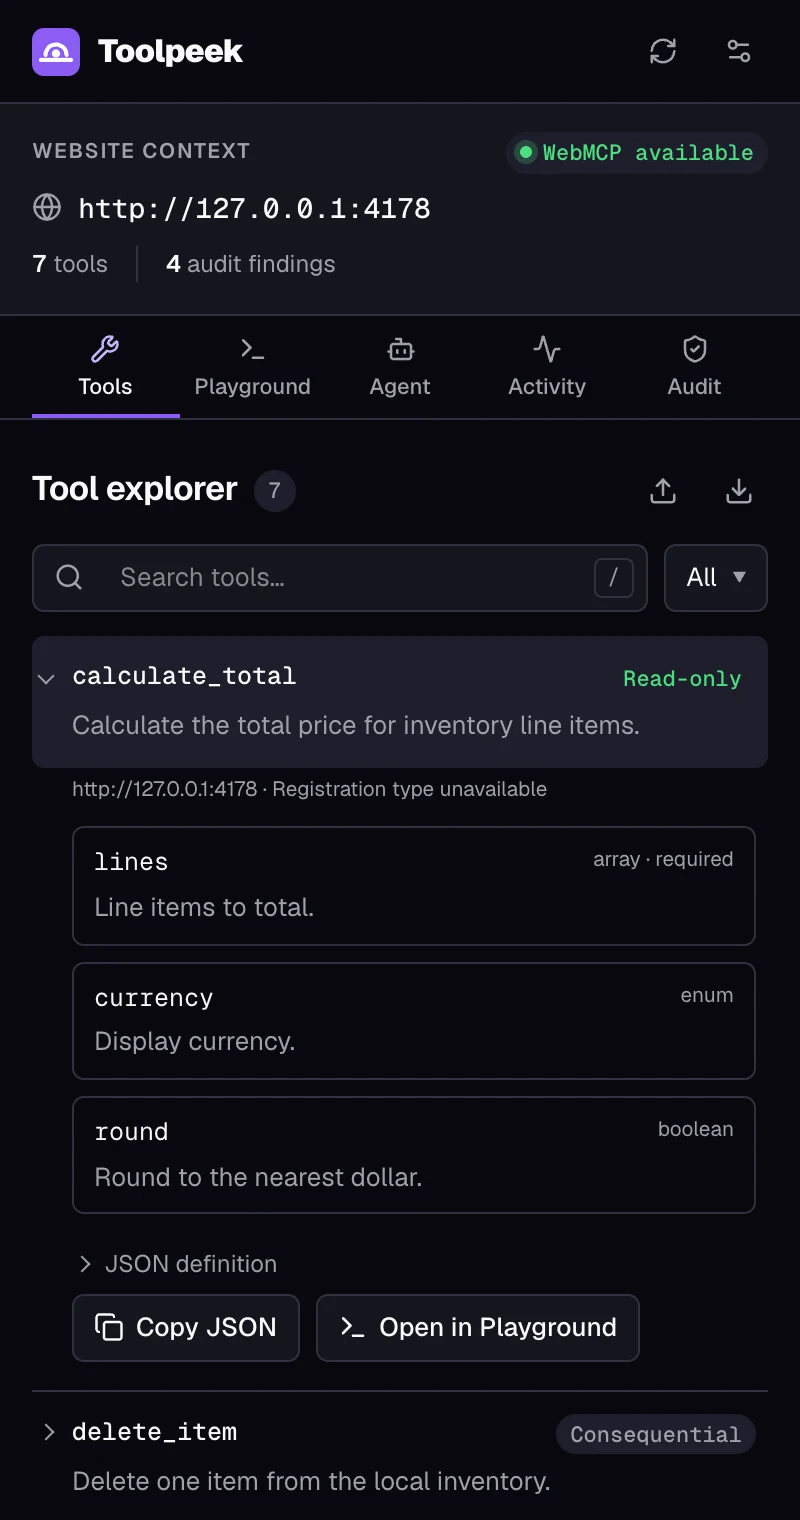 Toolpeek
WEBSITE CONTEXT
WebMCP available
http://127.0.0.1:4178
7 tools
4 audit findings
Tools
Playground
Agent
Activity
Audit
Tool explorer 7
Search tools... /
All ▼
calculate_total
Read-only
Calculate the total price for inventory line items.
http://127.0.0.1:4178 · Registration type unavailable
lines
array · required
Line items to total.
currency
enum
Display currency.
round
boolean
Round to the nearest dollar.
JSON definition
Copy JSON
Open in Playground
delete_item
Consequential
Delete one item from the local inventory.